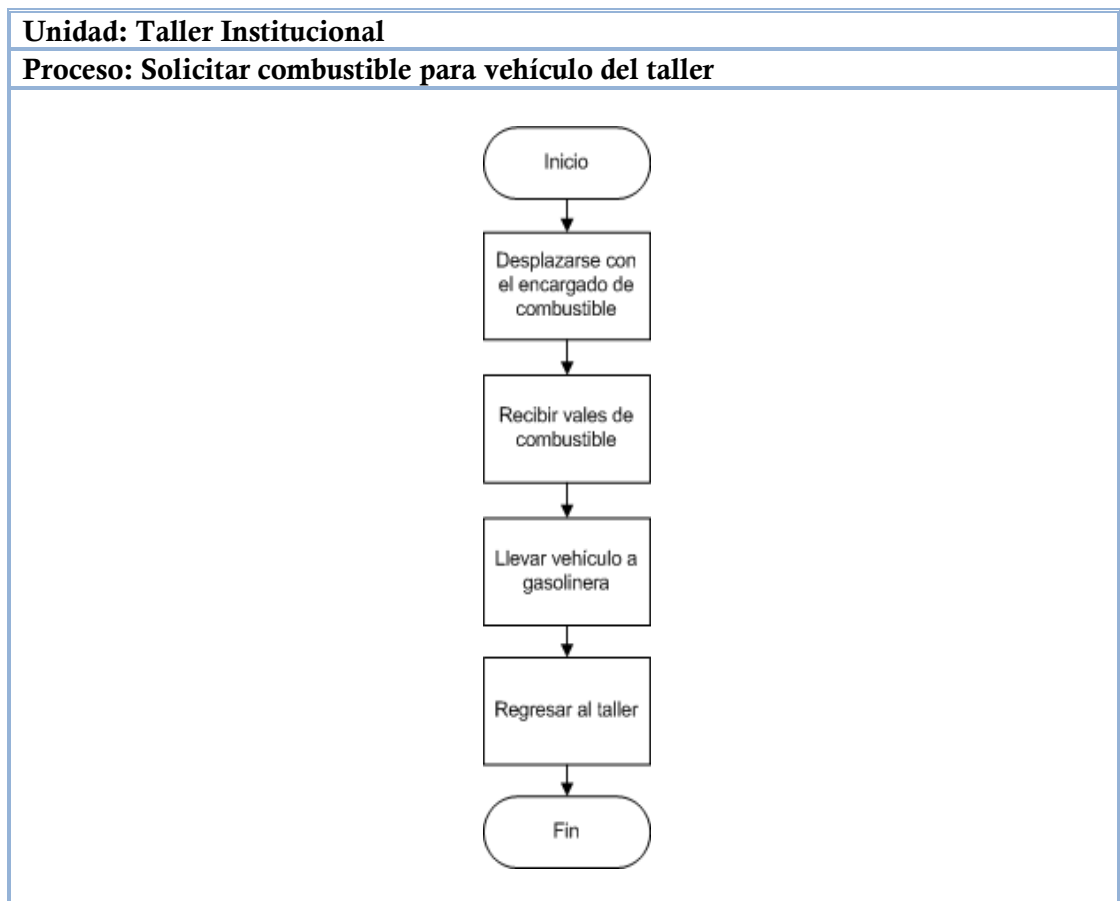 Unidad: Taller Institucional
Proceso: Solicitar combustible para vehículo del taller
Inicio
Desplazarse con
el encargado de
combustible
Recibir vales de
combustible
Llevar vehículo a
gasolinera
Regresar al taller
Fin